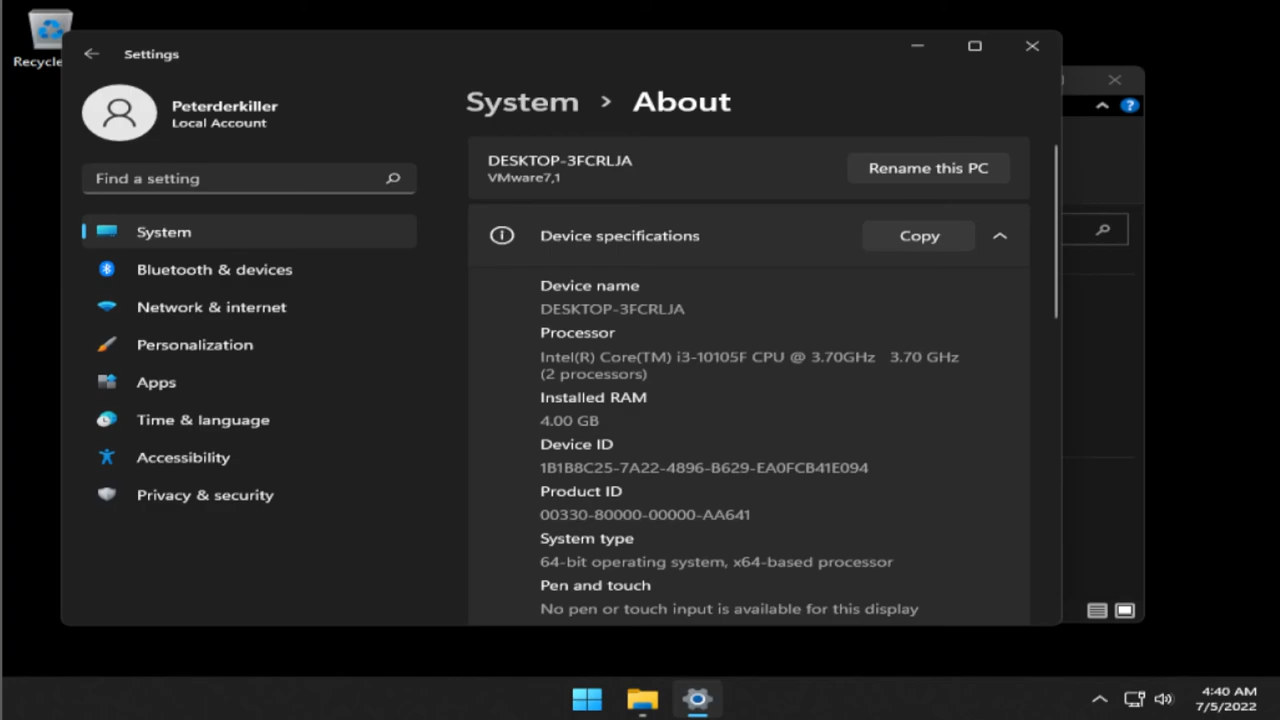 Recycle
Settings
Peterderkiller
Local Account
Find a setting
System
Bluetooth & devices
Network & internet
Personalization
Apps
Time & language
Accessibility
Privacy & security
System > About
DESKTOP-3FCRLJA
VMware7,1
Rename this PC
Device specifications
Copy
Device name
DESKTOP-3FCRLJA
Processor
Intel(R) Core(TM) i3-10105F CPU @ 3.70GHz 3.70 GHz
(2 processors)
Installed RAM
4.00 GB
Device ID
1B1B8C25-7A22-4896-B629-EA0FCB41E094
Product ID
00330-80000-00000-AA641
System type
64-bit operating system, x64-based processor
Pen and touch
No pen or touch input is available for this display
4:40 AM
7/5/2022